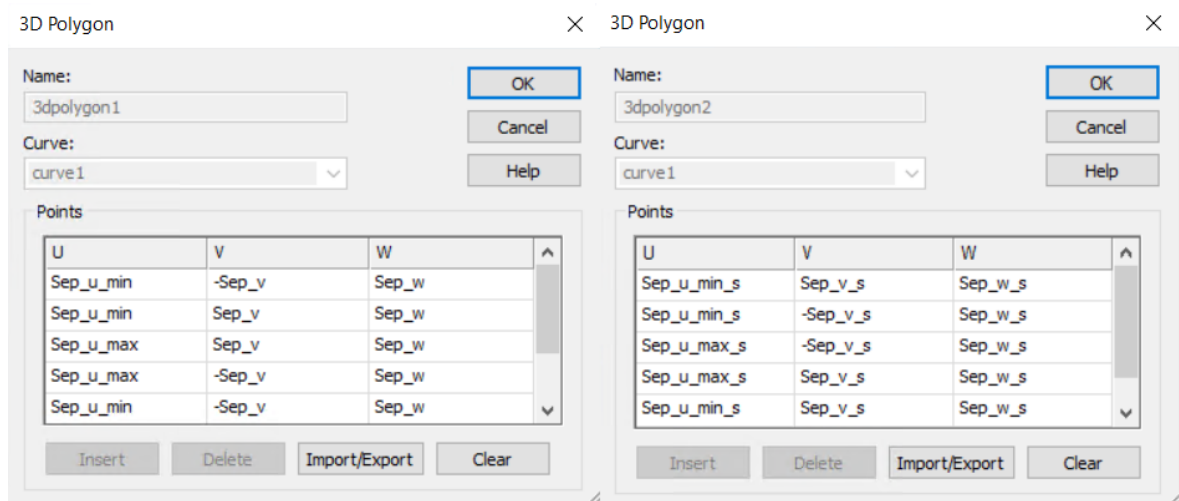 3D Polygon
Name:
3dpolygon1
Curve:
curve1
OK
Cancel
Help
Points
U V W
Sep_u_min -Sep_v Sep_w
Sep_u_min Sep_v Sep_w
Sep_u_max Sep_v Sep_w
Sep_u_max -Sep_v Sep_w
Sep_u_min -Sep_v Sep_w
Insert Delete Import/Export Clear
3D Polygon
Name:
3dpolygon2
Curve:
curve1
OK
Cancel
Help
Points
U V W
Sep_u_min_s Sep_v_s Sep_w_s
Sep_u_min_s -Sep_v_s Sep_w_s
Sep_u_max_s -Sep_v_s Sep_w_s
Sep_u_max_s Sep_v_s Sep_w_s
Sep_u_min_s Sep_v_s Sep_w_s
Insert Delete Import/Export Clear